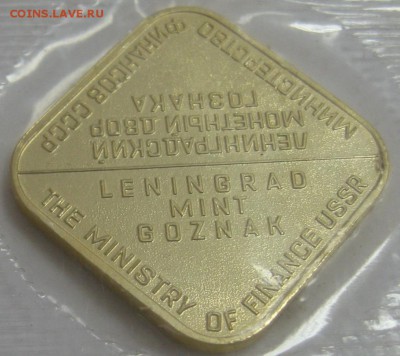 COINS.LAVE.RU
МИНИСТЕРСТВО ФИНАНСОВ СССР
ЛЕНИНГРАДСКИЙ
МОНЕТНЫЙ ДВОР
ГОЗНАКА
LENINGRAD
MINT
GOZNAK
THE MINISTRY OF FINANCE USSR